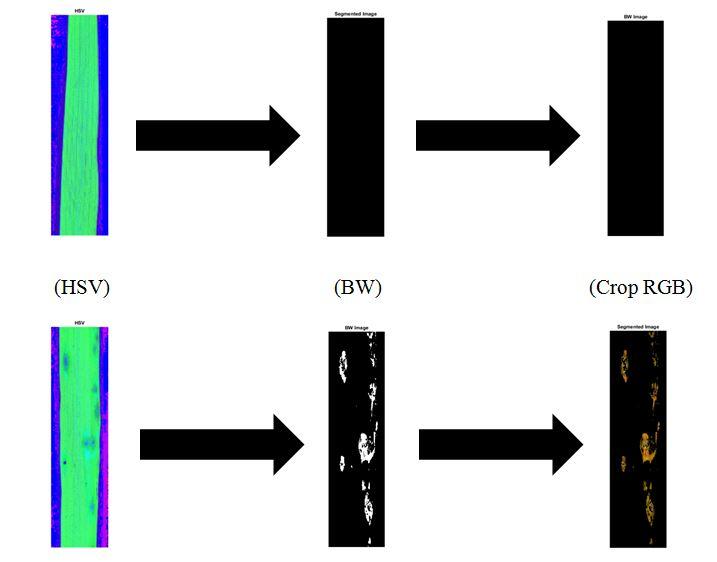 HSV
Segmented Image
BW Image
(HSV)
(BW)
(Crop RGB)
HSV
BW Image
Segmented Image